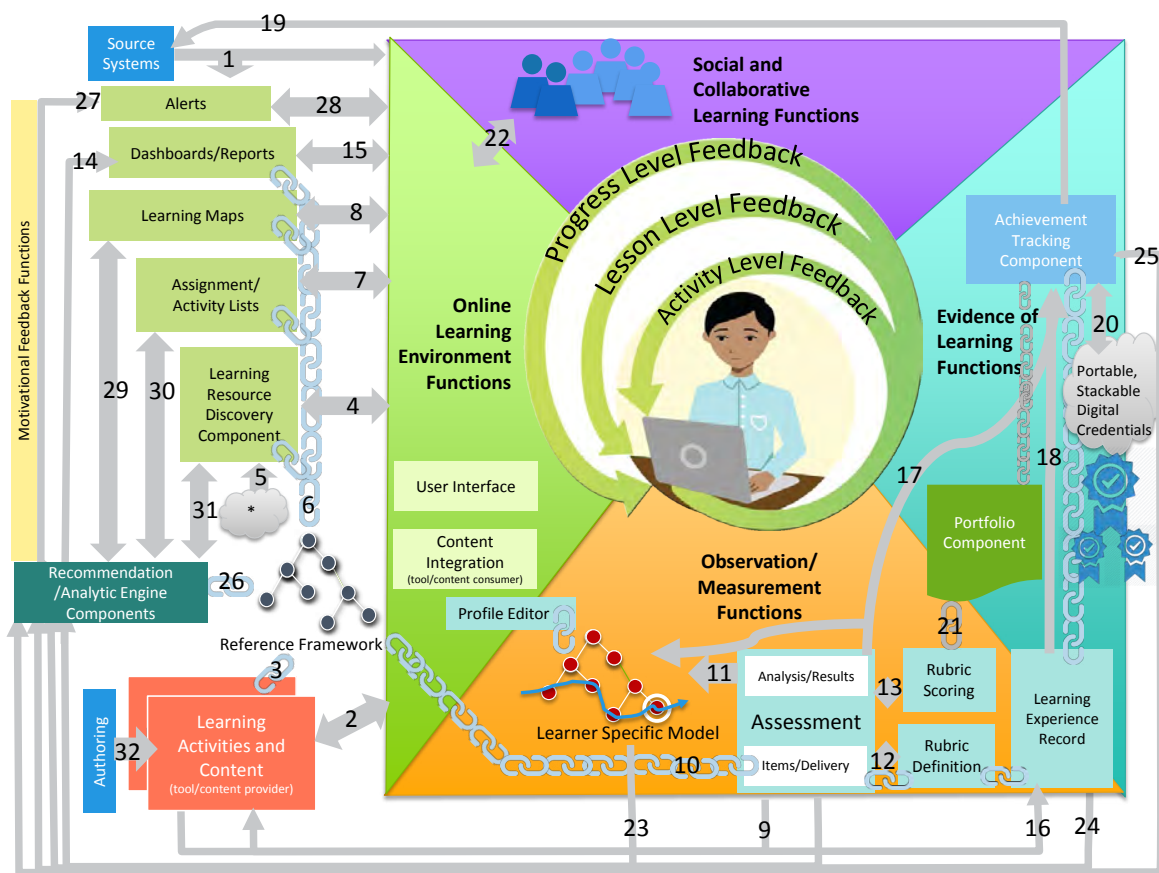 19
Source
Systems
1
Social and
Collaborative
Learning Functions
27
Alerts
28
22
14
Dashboards/Reports
15
Progress Level Feedback
Lesson Level Feedback
Activity Level Feedback
Learning Maps
8
Achievement
Tracking
Component
25
Motivational Feedback Functions
Assignment/
Activity Lists
7
Online
Learning
Environment
Functions
Evidence of
Learning
Functions
20
29
30
Learning
Resource
Discovery
Component
4
Portable,
Stackable
Digital
Credentials
17
18
5
31
*
6
User Interface
Portfolio
Component
Content
Integration
(tool/content consumer)
Observation/
Measurement
Functions
Recommendation
/Analytic Engine
Components
26
Reference Framework
Profile Editor
21
3
11
Analysis/Results
13
Rubric
Scoring
Learning
Experience
Record
Authoring
32
Learning
Activities and
Content
(tool/content provider)
2
Learner Specific Model
Assessment
10
Items/Delivery
12
Rubric
Definition
23
9
16
24